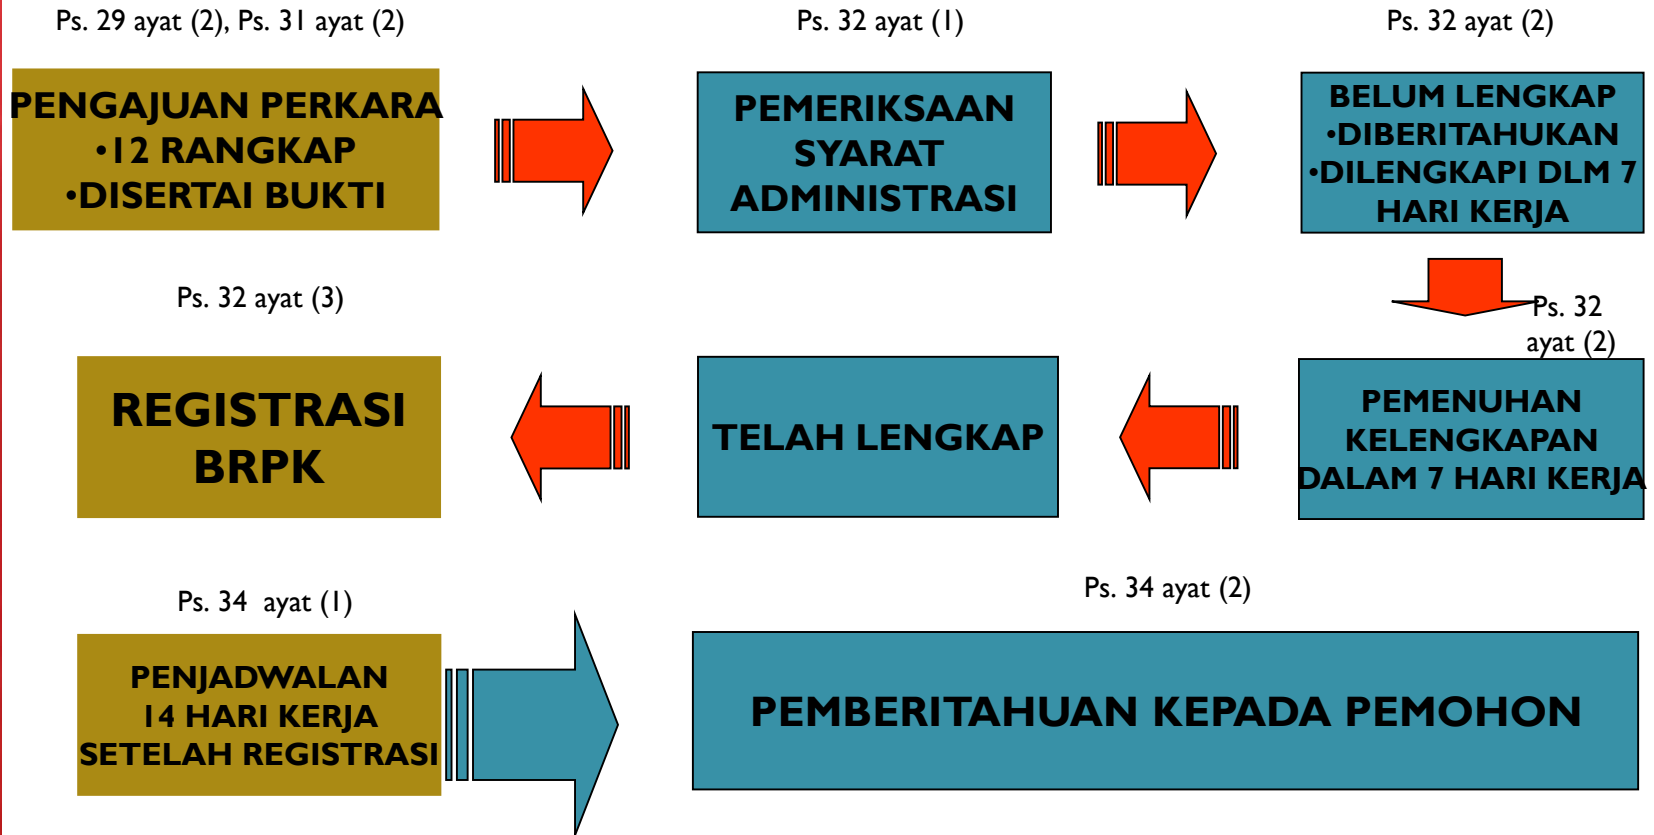 Ps. 29 ayat (2), Ps. 31 ayat (2)
Ps. 32 ayat (1)
Ps. 32 ayat (2)
PENGAJUAN PERKARA
•12 RANGKAP
•DISERTAI BUKTI
PEMERIKSAAN
SYARAT
ADMINISTRASI
BELUM LENGKAP
•DIBERITAHUKAN
•DILENGKAPI DLM 7
HARI KERJA
Ps. 32 ayat (3)
Ps. 32
ayat (2)
REGISTRASI
BRPK
TELAH LENGKAP
PEMENUHAN
KELENGKAPAN
DALAM 7 HARI KERJA
Ps. 34 ayat (1)
Ps. 34 ayat (2)
PENJADWALAN
14 HARI KERJA
SETELAH REGISTRASI
PEMBERITAHUAN KEPADA PEMOHON